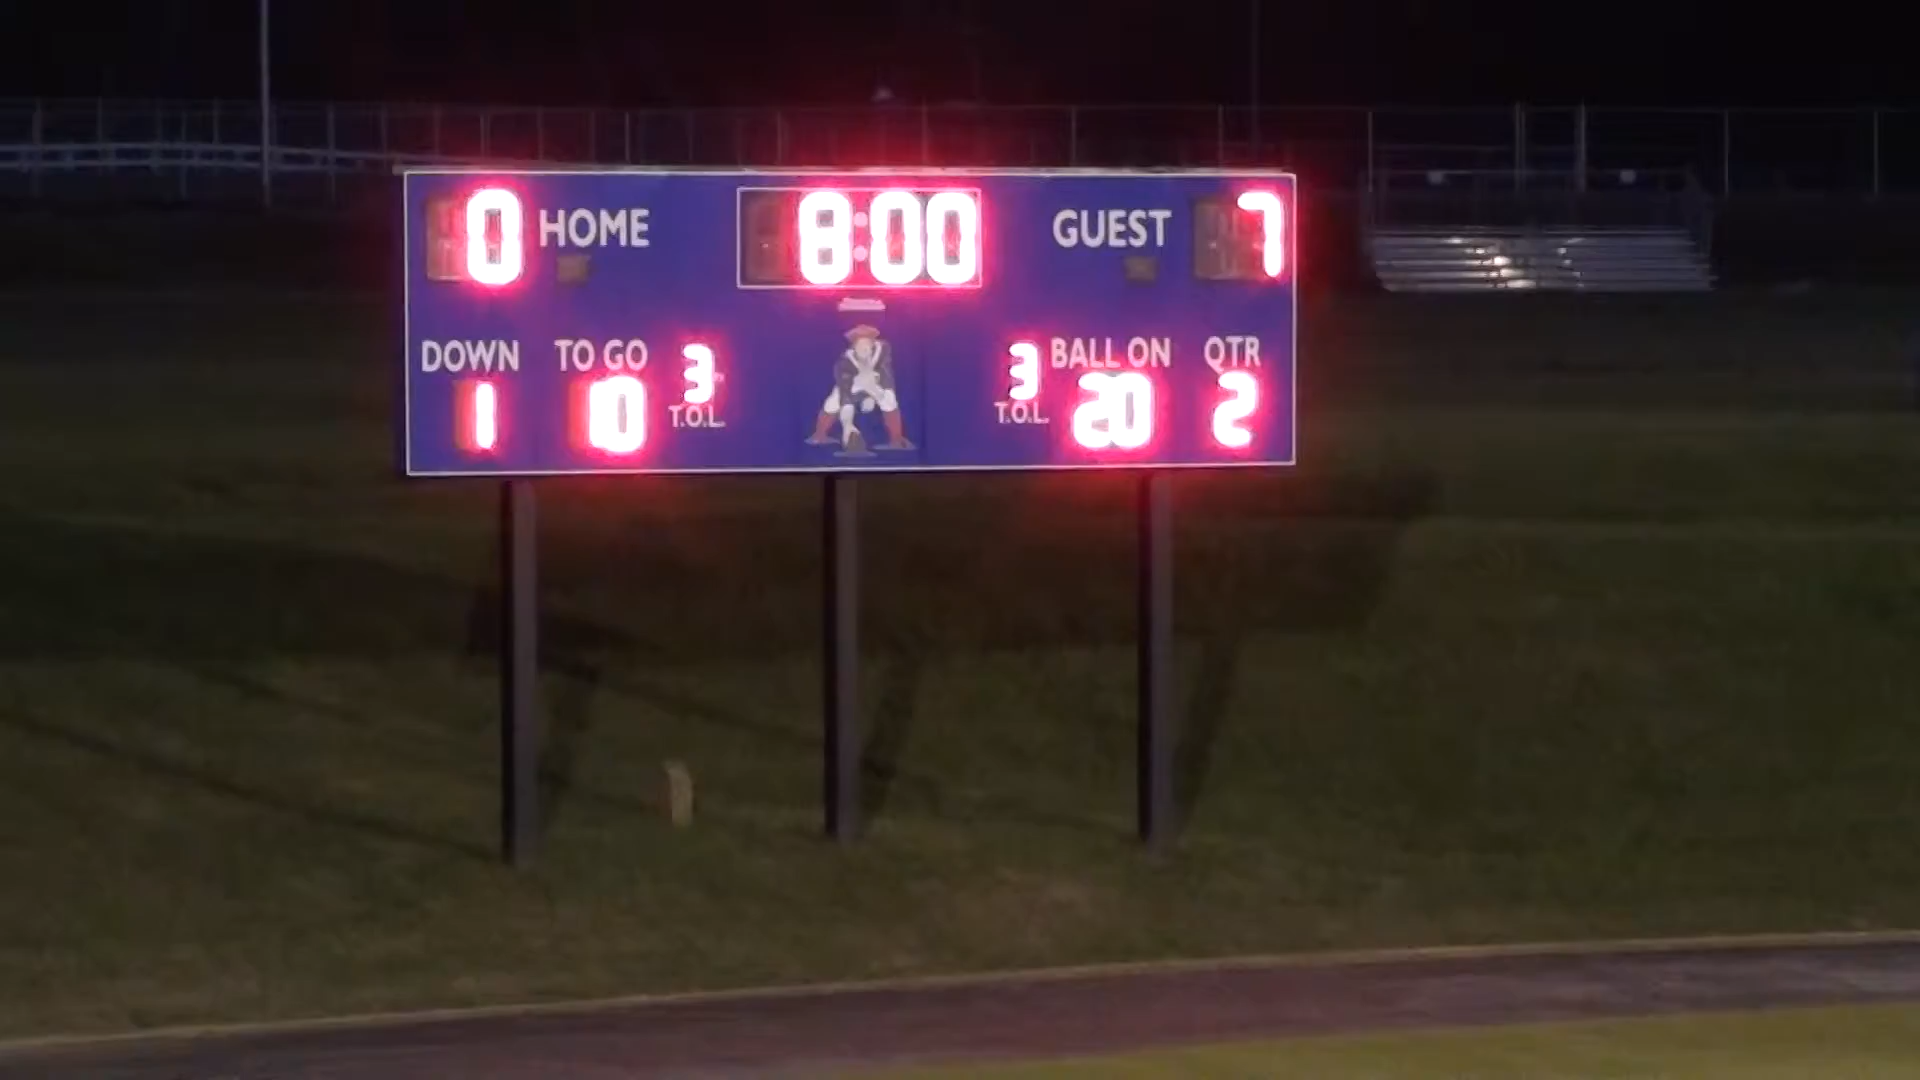 0 HOME 8:00 GUEST 7
DOWN TO GO 3 3 BALL ON QTR
1 10 T.O.L. T.O.L. 20 2